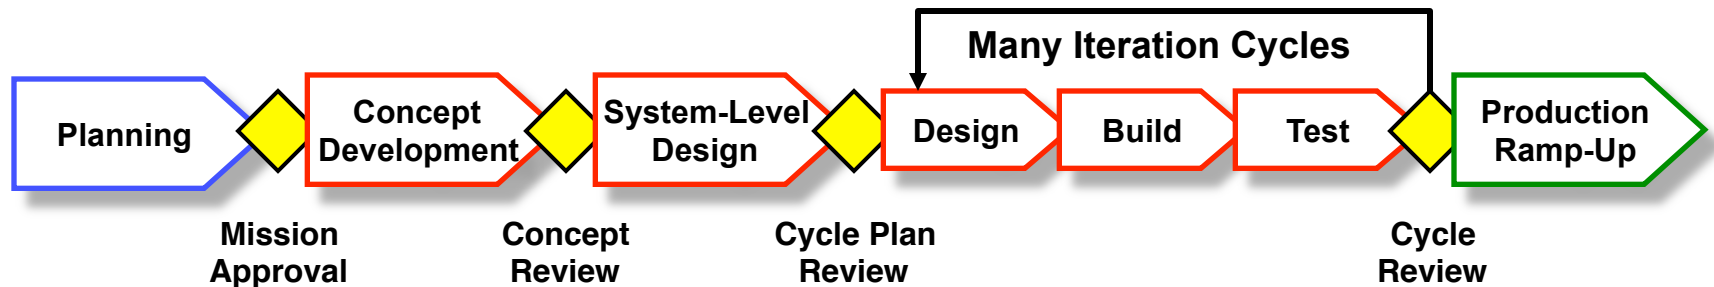 Many Iteration Cycles
Planning
Concept
Development
System-Level
Design
Design
Build
Test
Production
Ramp-Up
Mission
Approval
Concept
Review
Cycle Plan
Review
Cycle
Review